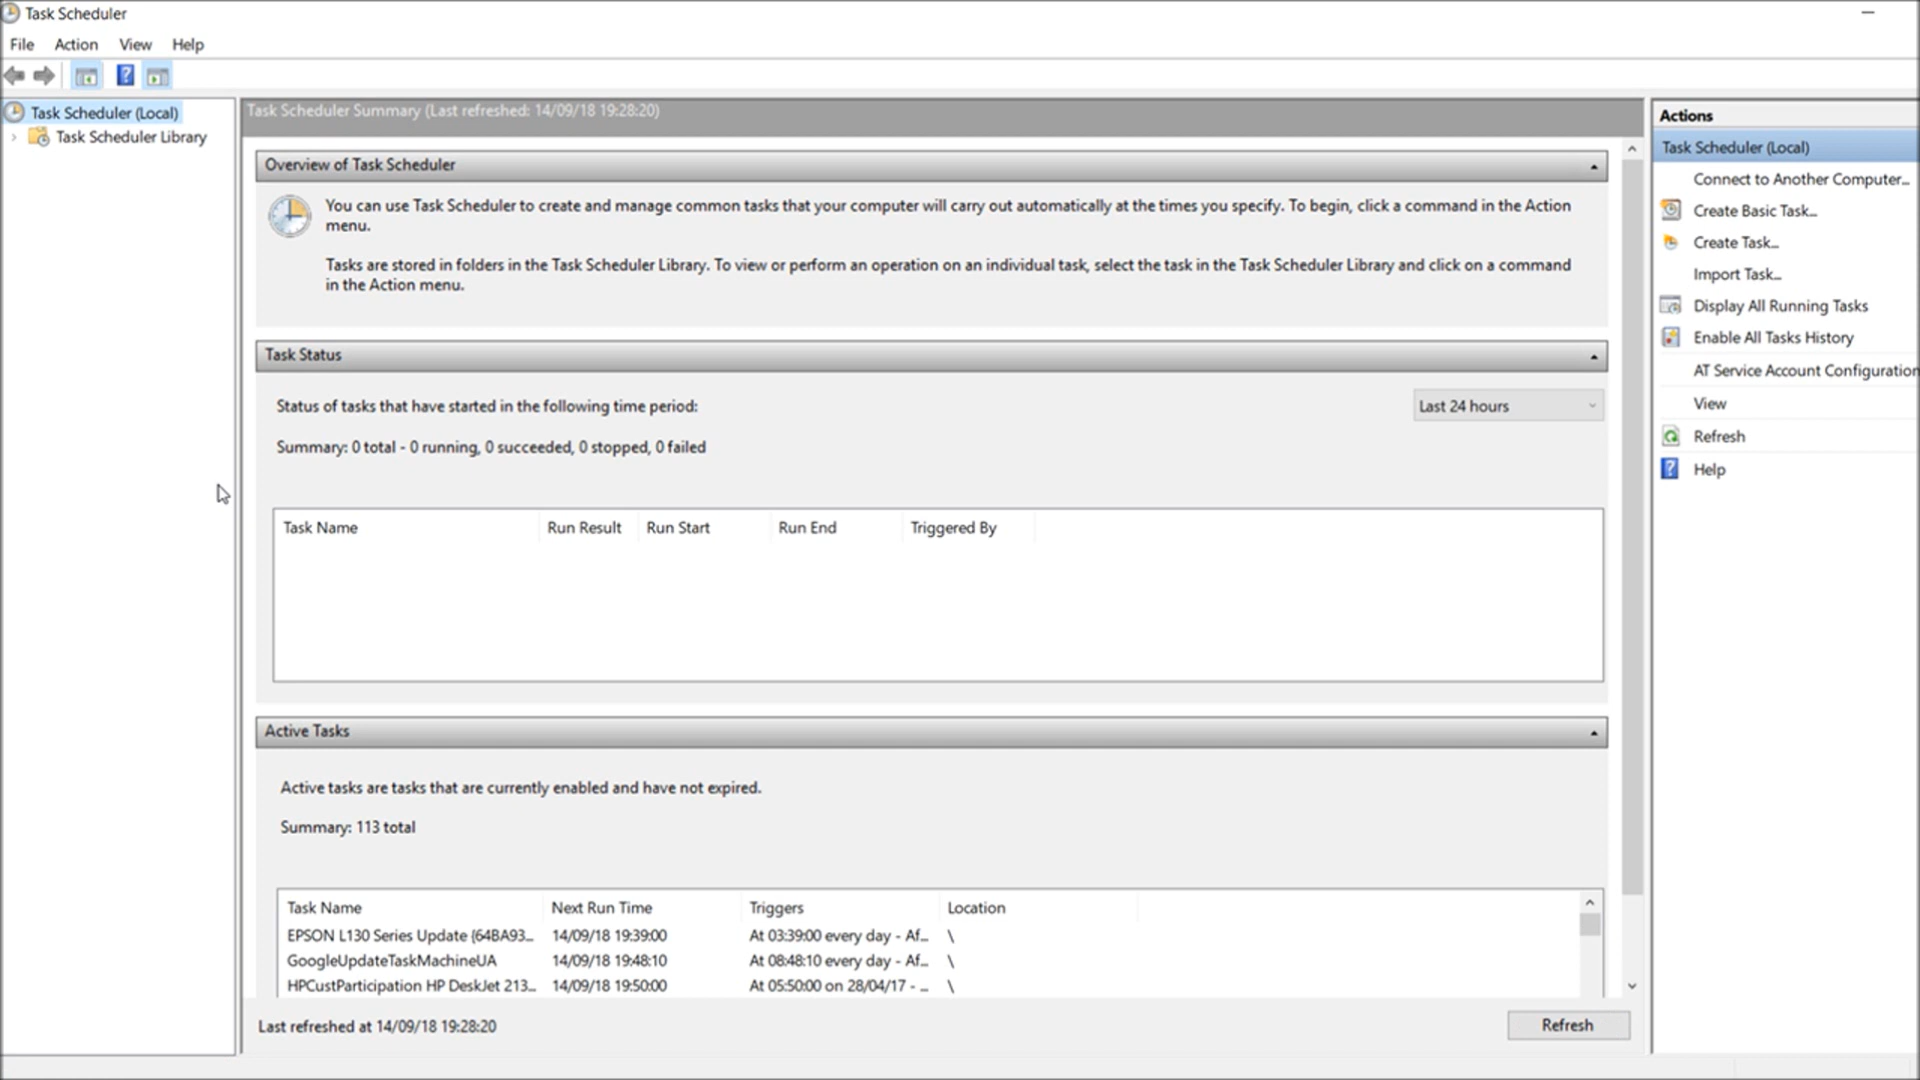 Task Scheduler
File Action View Help
Task Scheduler (Local)
Task Scheduler Library
Task Scheduler Summary (Last refreshed: 14/09/18 19:28:20)
Overview of Task Scheduler
You can use Task Scheduler to create and manage common tasks that your computer will carry out automatically at the times you specify. To begin, click a command in the Action
menu.
Tasks are stored in folders in the Task Scheduler Library. To view or perform an operation on an individual task, select the task in the Task Scheduler Library and click on a command
in the Action menu.
Task Status
Status of tasks that have started in the following time period:
Last 24 hours
Summary: 0 total - 0 running, 0 succeeded, 0 stopped, 0 failed
Task Name Run Result Run Start Run End Triggered By
Active Tasks
Active tasks are tasks that are currently enabled and have not expired.
Summary: 113 total
Task Name Next Run Time Triggers Location
EPSON L130 Series Update {64BA93... 14/09/18 19:39:00 At 03:39:00 every day - Af... \
GoogleUpdateTaskMachineUA 14/09/18 19:48:10 At 08:48:10 every day - Af... \
HPCustParticipation HP DeskJet 213... 14/09/18 19:50:00 At 05:50:00 on 28/04/17 - ... \
Last refreshed at 14/09/18 19:28:20
Refresh
Actions
Task Scheduler (Local)
Connect to Another Computer...
Create Basic Task...
Create Task...
Import Task...
Display All Running Tasks
Enable All Tasks History
AT Service Account Configuration
View
Refresh
Help